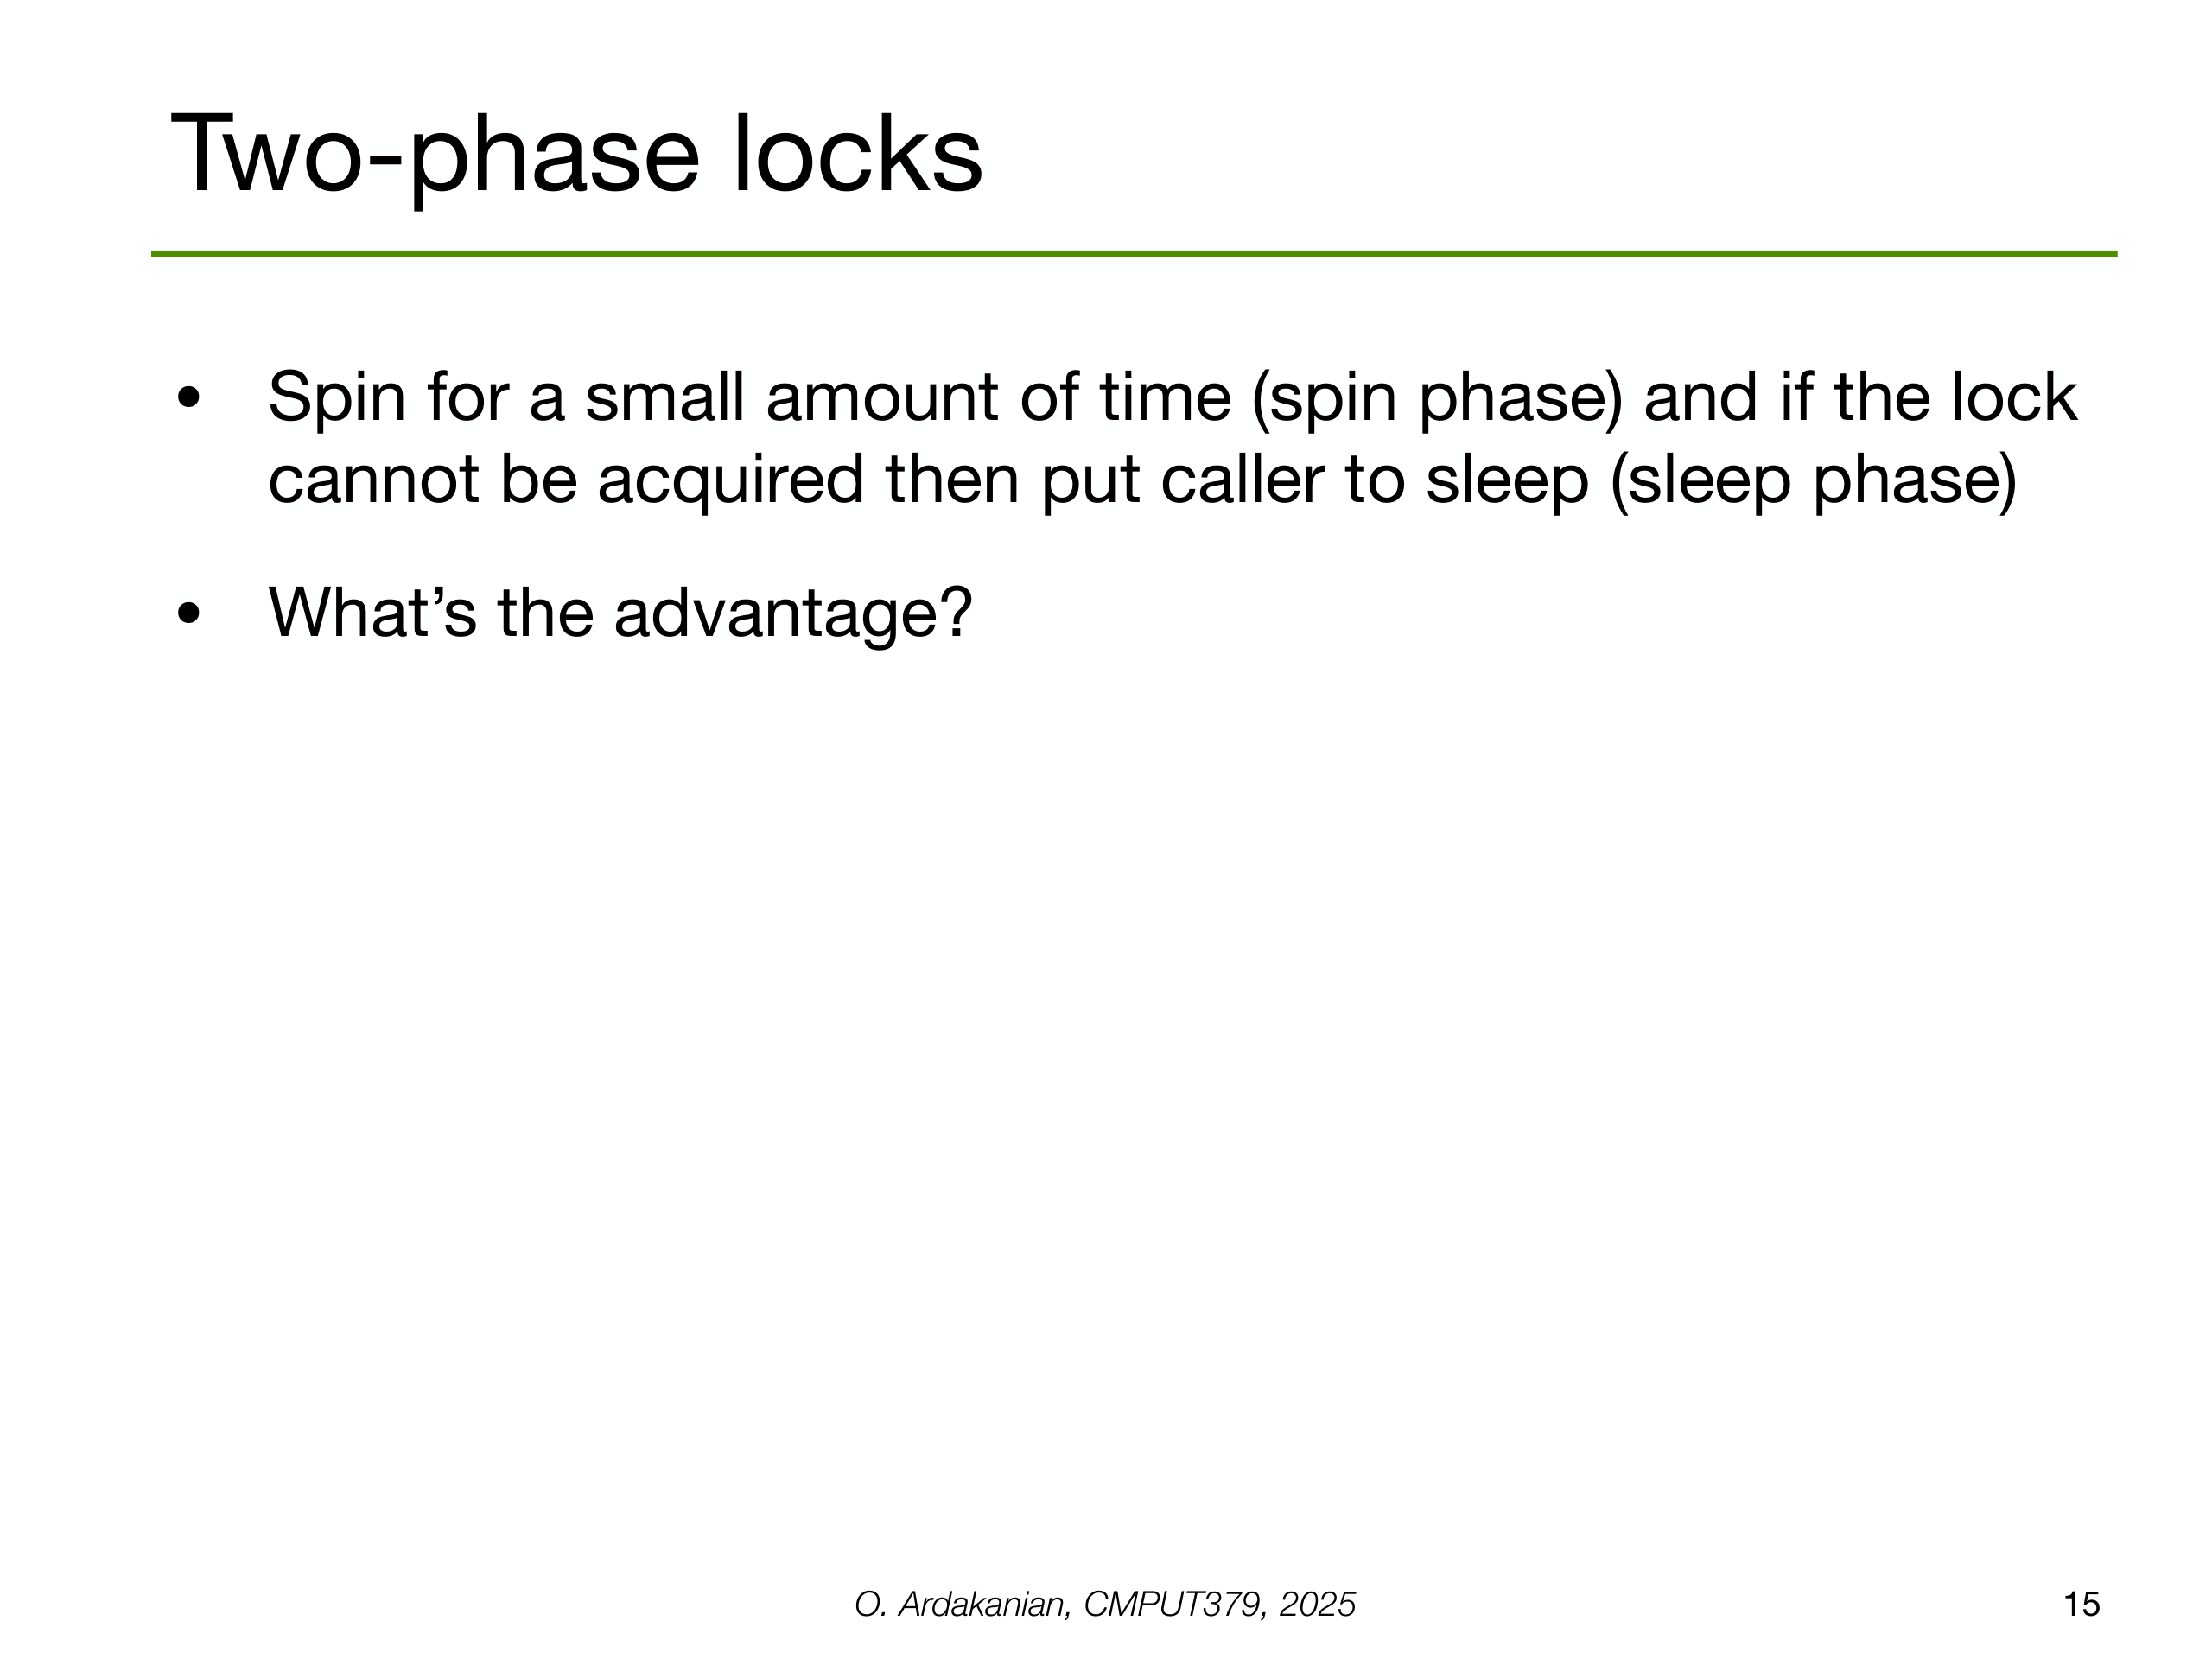 Two-phase locks
• Spin for a small amount of time (spin phase) and if the lock
cannot be acquired then put caller to sleep (sleep phase)
• What’s the advantage?
O. Ardakanian, CMPUT379, 2025
15